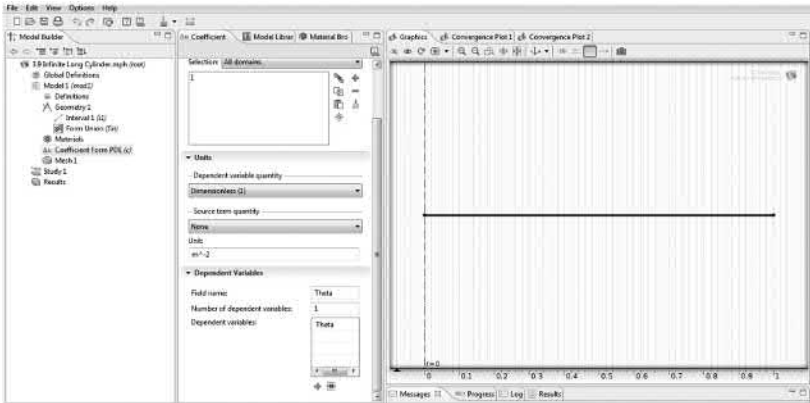 File Edit View Options Help
Model Builder
3.9 Infinite Long Cylinder.mph (root)
Global Definitions
Model 1 (mod1)
Definitions
Geometry 1
Interval 1 (i1)
Form Union (fin)
Materials
Coefficient Form PDE (c)
Mesh 1
Study 1
Results
Coefficient
Model Librar
Material Bro
Selection: All domains
1
Units
Dependent variable quantity
Dimensionless (1)
Source term quantity
None
Unit:
m^-2
Dependent Variables
Field name: Theta
Number of dependent variables: 1
Dependent variables: Theta
Graphics
Convergence Plot 1
Convergence Plot 2
r=0
0 0.1 0.2 0.3 0.4 0.5 0.6 0.7 0.8 0.9 1
Messages
Progress
Log
Results